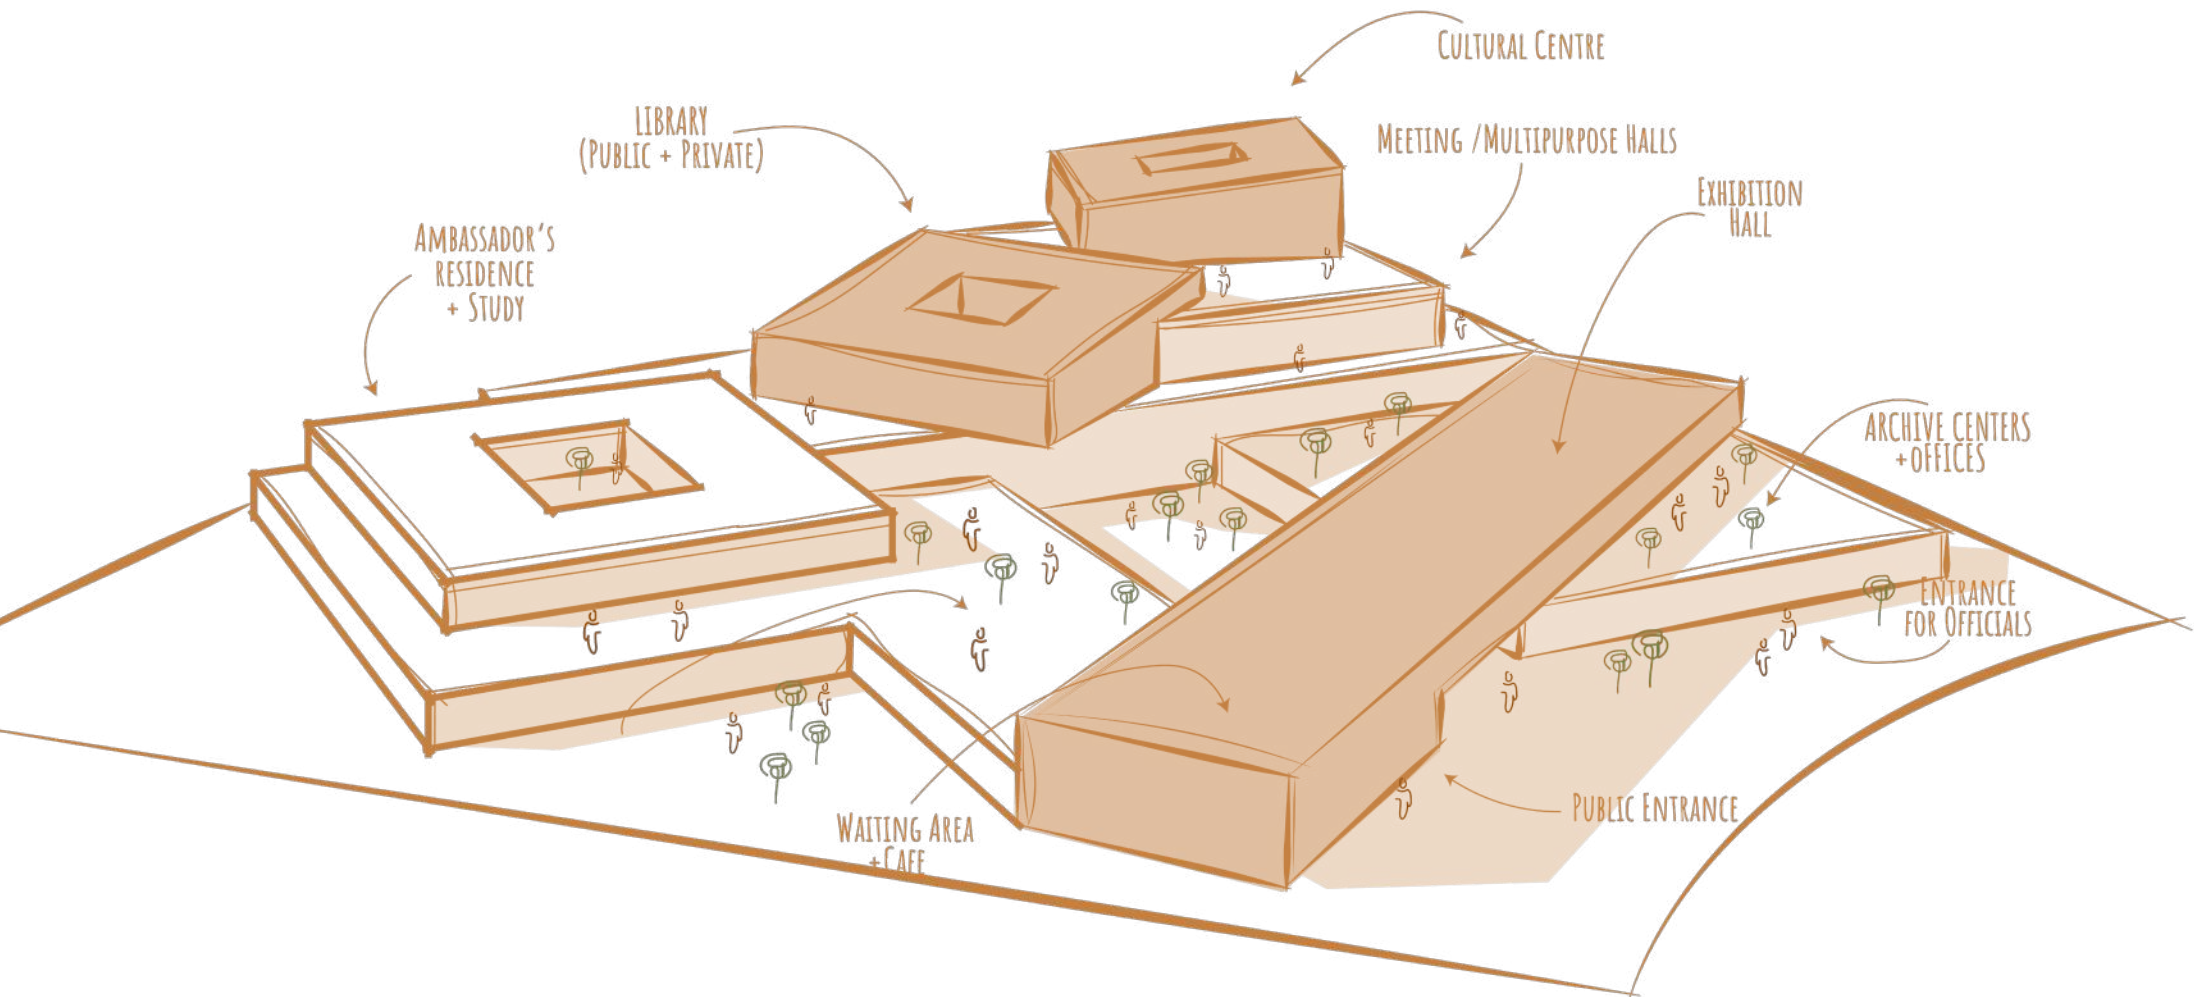 CULTURAL CENTRE
LIBRARY
(PUBLIC + PRIVATE)
MEETING /MULTIPURPOSE HALLS
EXHIBITION
HALL
AMBASSADOR'S
RESIDENCE
+ STUDY
ARCHIVE CENTERS
+OFFICES
ENTRANCE
FOR OFFICIALS
PUBLIC ENTRANCE
WAITING AREA
+CAFE